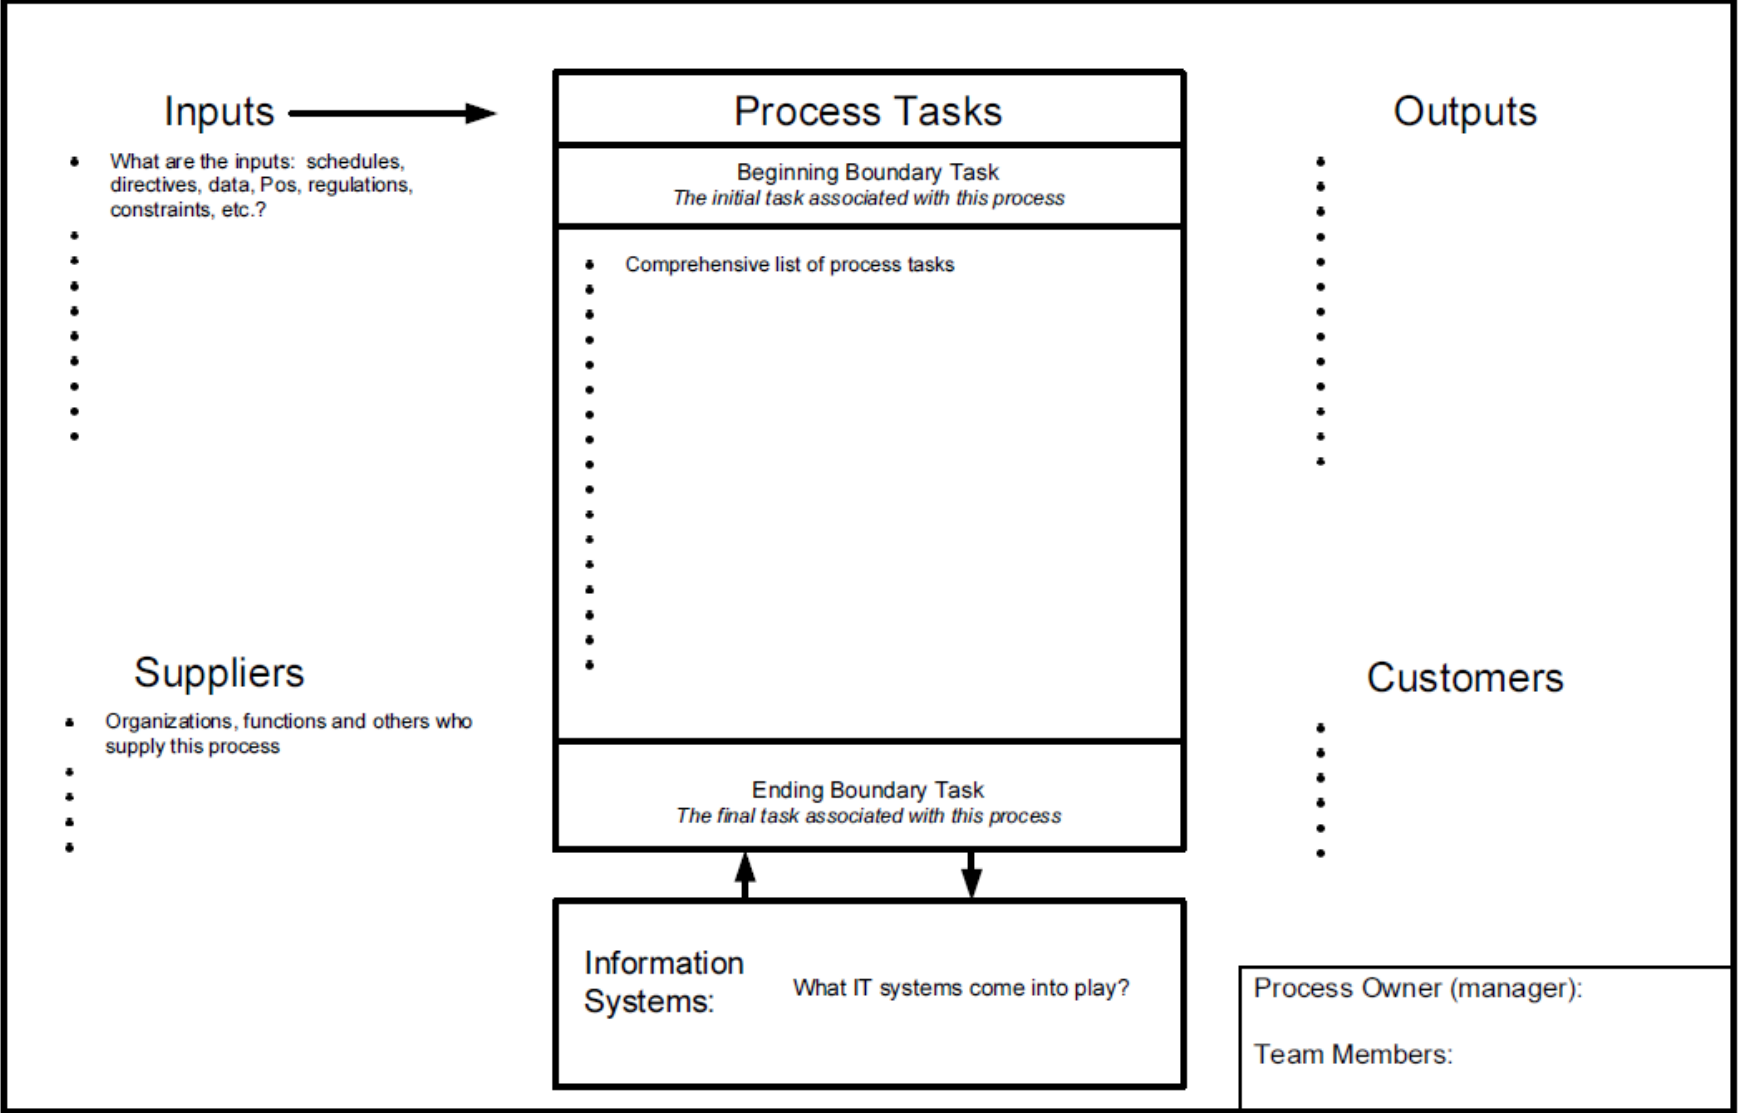 Inputs
• What are the inputs: schedules,
directives, data, Pos, regulations,
constraints, etc.?
Suppliers
• Organizations, functions and others who
supply this process
Process Tasks
Beginning Boundary Task
The initial task associated with this process
• Comprehensive list of process tasks
Ending Boundary Task
The final task associated with this process
Information
Systems:
What IT systems come into play?
Outputs
Customers
Process Owner (manager):
Team Members: